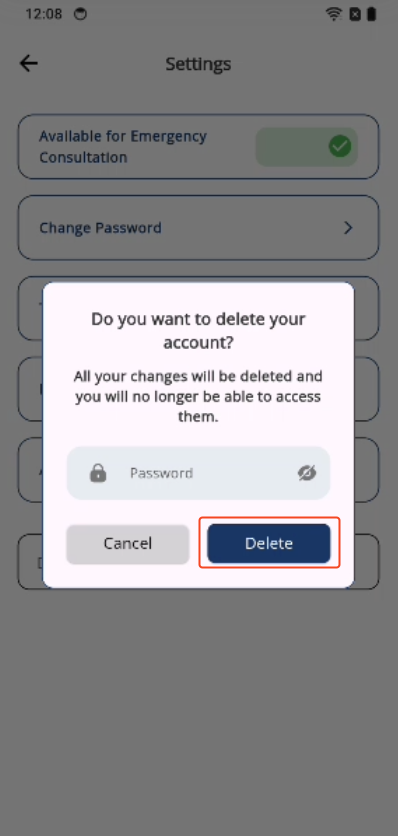 12:08
Settings
Available for Emergency
Consultation
Change Password
Do you want to delete your
account?
All your changes will be deleted and
you will no longer be able to access
them.
Password
Cancel
Delete